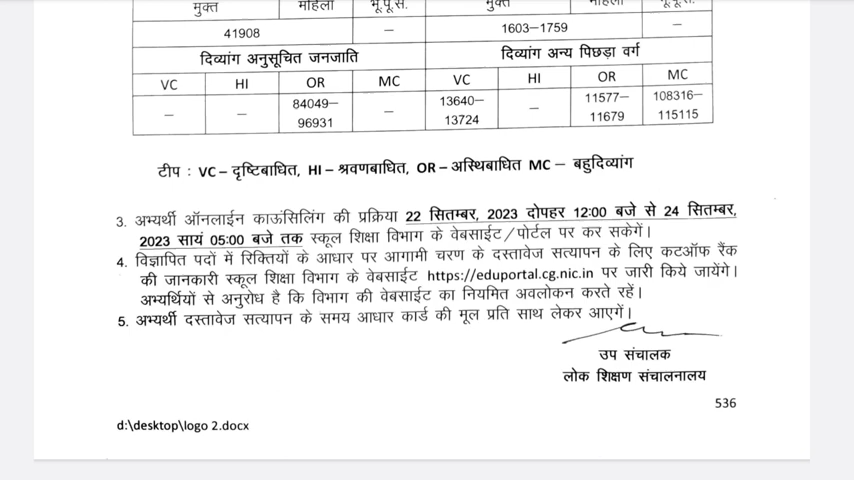 मुक्त महिला भू.पू.सै. मुक्त महिला भू.पू.सै.
41908 – 1603–1759 –
दिव्यांग अनुसूचित जनजाति दिव्यांग अन्य पिछड़ा वर्ग
VC HI OR MC VC HI OR MC
– – 84049– – 13640– – 11577– 108316–
96931 13724 11679 115115
टीप : VC– दृष्टिबाधित, HI – श्रवणबाधित, OR – अस्थिबाधित MC – बहुदिव्यांग
3. अभ्यर्थी ऑनलाईन काऊंसिलिंग की प्रक्रिया 22 सितम्बर, 2023 दोपहर 12:00 बजे से 24 सितम्बर,
2023 सायं 05:00 बजे तक स्कूल शिक्षा विभाग के वेबसाईट/पोर्टल पर कर सकेगें।
4. विज्ञापित पदों में रिक्तियों के आधार पर आगामी चरण के दस्तावेज सत्यापन के लिए कटऑफ रैंक
की जानकारी स्कूल शिक्षा विभाग के वेबसाईट https://eduportal.cg.nic.in पर जारी किये जायेंगे।
अभ्यर्थियों से अनुरोध है कि विभाग की वेबसाईट का नियमित अवलोकन करते रहें।
5. अभ्यर्थी दस्तावेज सत्यापन के समय आधार कार्ड की मूल प्रति साथ लेकर आएगें।
उप संचालक
लोक शिक्षण संचालनालय
536
d:\desktop\logo 2.docx